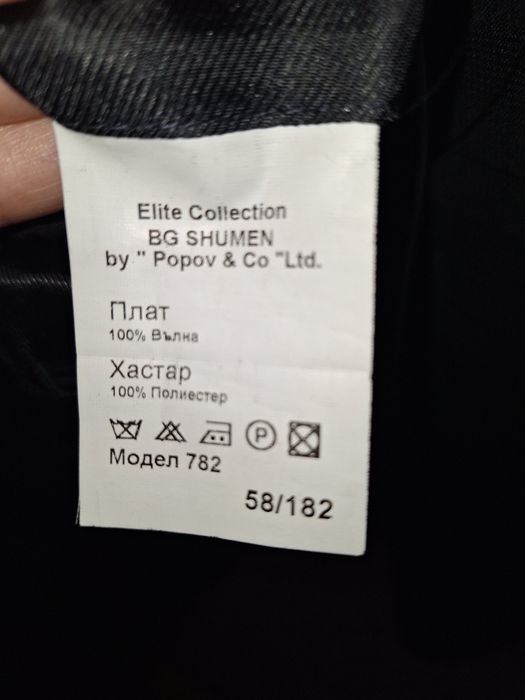 Elite Collection
BG SHUMEN
by " Popov & Co "Ltd.
Плат
100% Вълна
Хастар
100% Полиестер
P
Модел 782
58/182